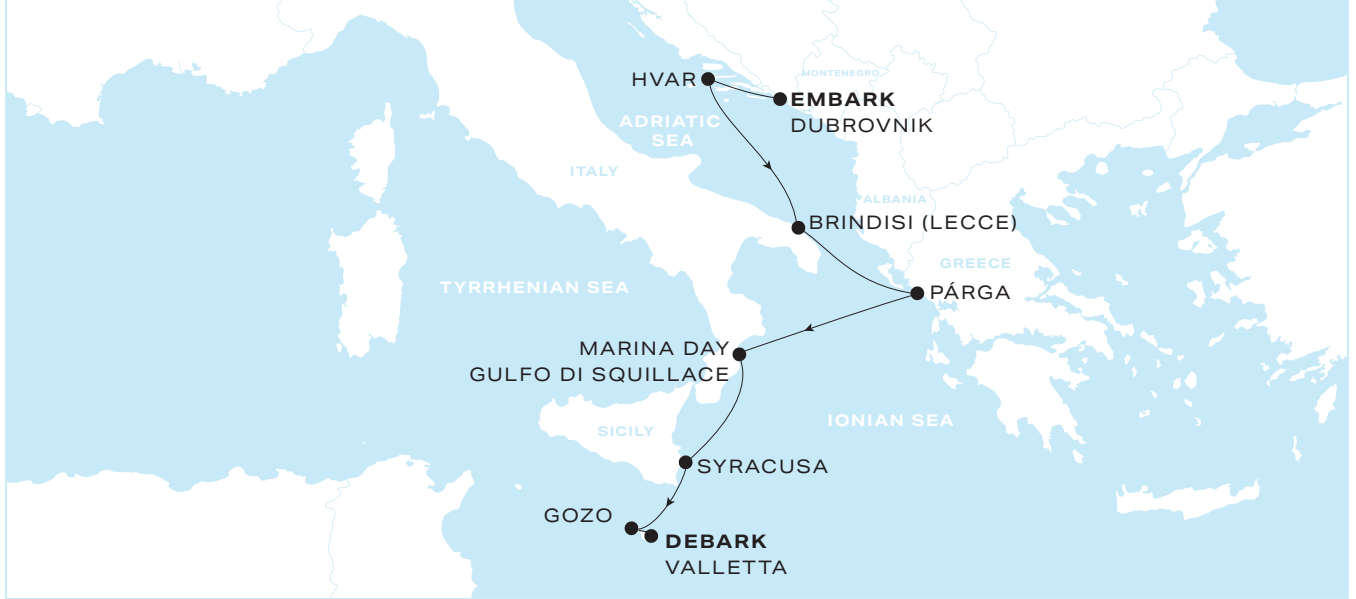 HVAR
MONTENEGRO
EMBARK
DUBROVNIK
ADRIATIC
SEA
ITALY
ALBANIA
BRINDISI (LECCE)
GREECE
TYRRHENIAN SEA
PÁRGA
MARINA DAY
GULFO DI SQUILLACE
IONIAN SEA
SICILY
SYRACUSA
GOZO
DEBARK
VALLETTA